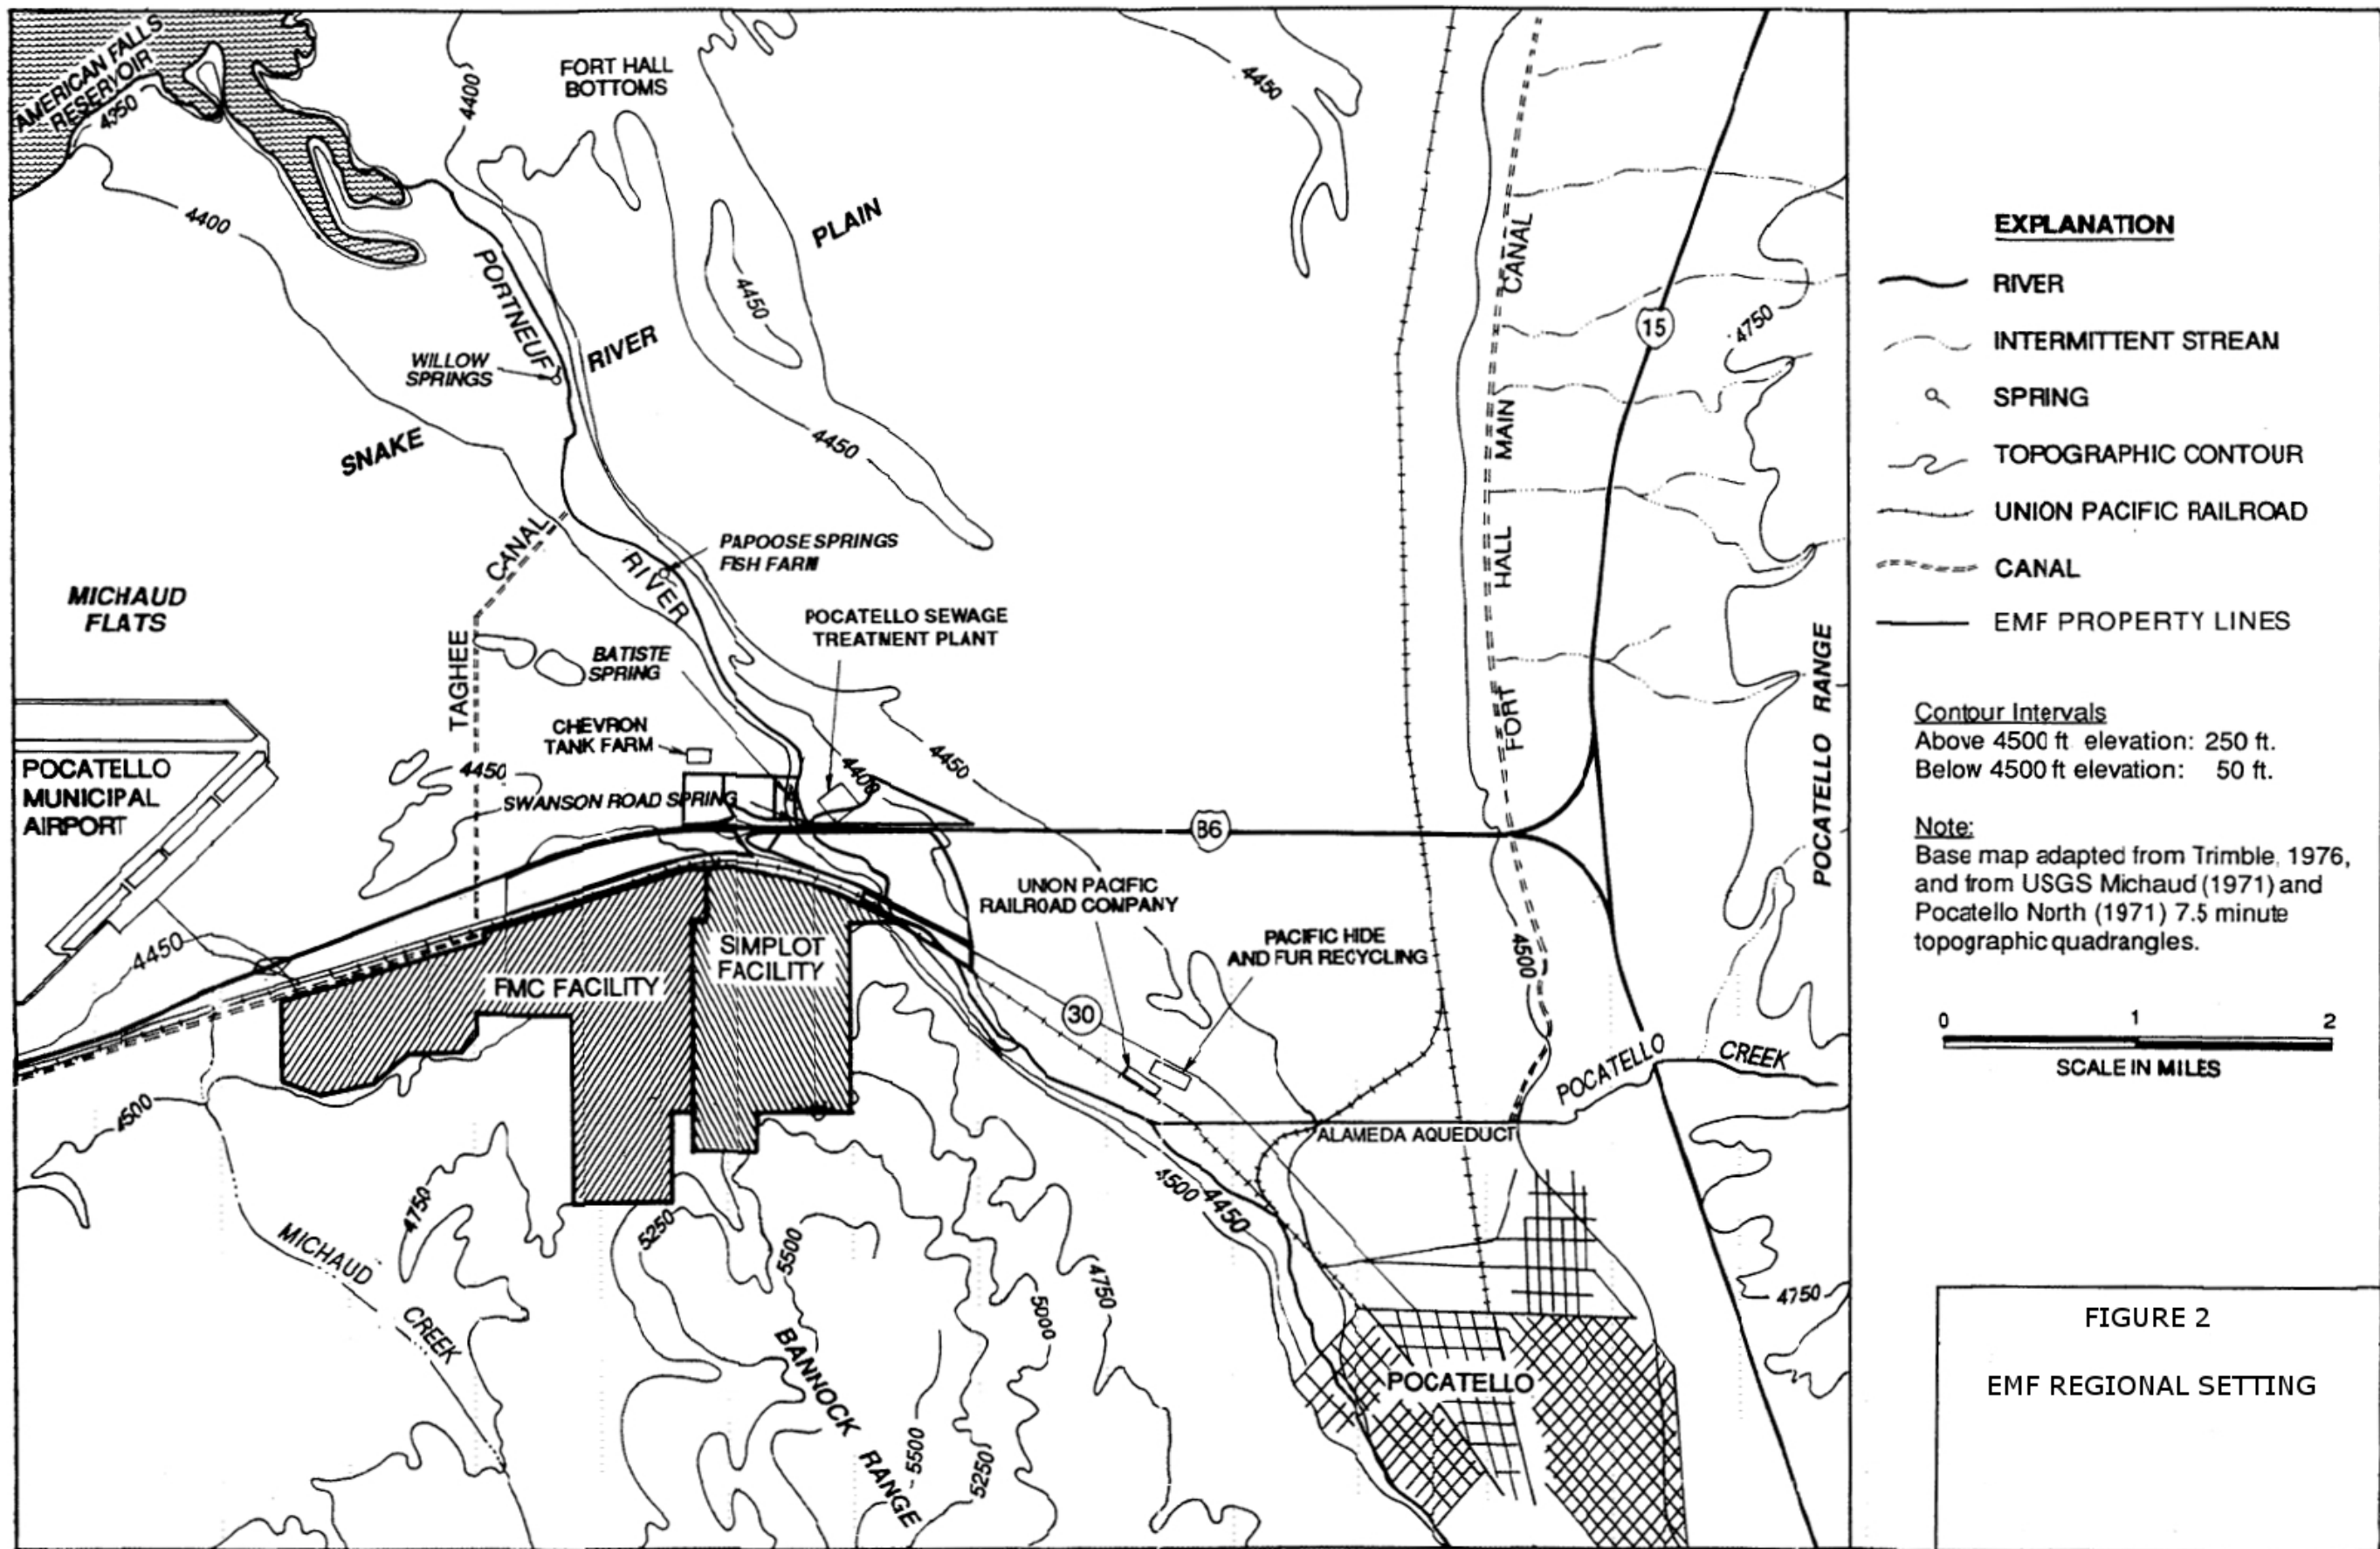 AMERICAN FALLS
RESERVOIR
4350
4400
FORT HALL
BOTTOMS
4450
4400
PLAIN
4450
PORTNEUF
RIVER
WILLOW
SPRINGS
SNAKE
4450
CANAL
MAIN
HALL
FORT
15
4750
CANAL
TAGHEE
PAPOOSE SPRINGS
FISH FARM
RIVER
MICHAUD
FLATS
POCATELLO SEWAGE
TREATMENT PLANT
BATISTE
SPRING
CHEVRON
TANK FARM
4450
4400
4450
SWANSON ROAD SPRING
POCATELLO
MUNICIPAL
AIRPORT
86
POCATELLO RANGE
UNION PACIFIC
RAILROAD COMPANY
PACIFIC HIDE
AND FUR RECYCLING
4500
4450
SIMPLOT
FACILITY
FMC FACILITY
30
POCATELLO CREEK
4500
ALAMEDA AQUEDUCT
4500
4450
4750
5250
5500
4750
5000
4750
MICHAUD
CREEK
BANNOCK RANGE
5500
5250
POCATELLO
EXPLANATION
RIVER
INTERMITTENT STREAM
SPRING
TOPOGRAPHIC CONTOUR
UNION PACIFIC RAILROAD
CANAL
EMF PROPERTY LINES
Contour Intervals
Above 4500 ft elevation: 250 ft.
Below 4500 ft elevation: 50 ft.
Note:
Base map adapted from Trimble, 1976,
and from USGS Michaud (1971) and
Pocatello North (1971) 7.5 minute
topographic quadrangles.
0 1 2
SCALE IN MILES
FIGURE 2
EMF REGIONAL SETTING